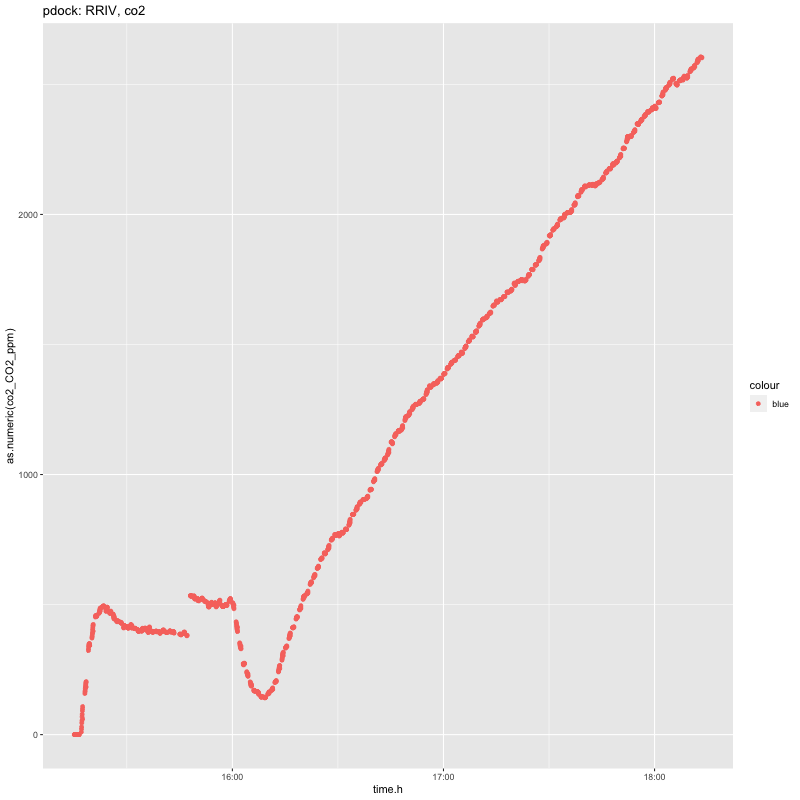 pdock: RRIV, co2
as.numeric(co2_CO2_ppm)
2000
1000
0
16:00
17:00
18:00
time.h
colour
blue